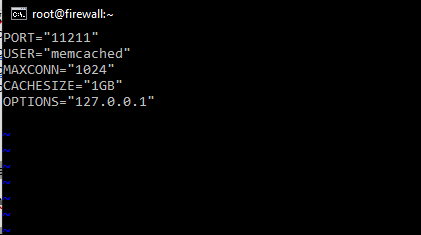 root@firewall:~
PORT="11211"
USER="memcached"
MAXCONN="1024"
CACHESIZE="1GB"
OPTIONS="127.0.0.1"
~
~
~
~
~
~
~